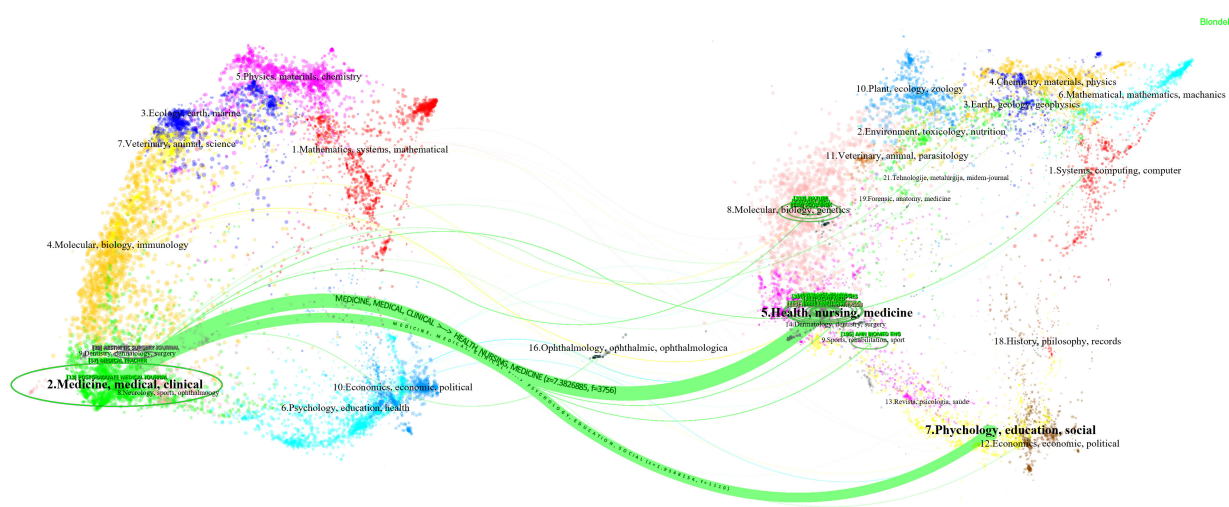 Blondel
5.Physics, materials, chemistry
3.Ecology, earth, marine
7.Veterinary, animal, science
1.Mathematics, systems, mathematical
4.Molecular, biology, immunology
MEDICINE, MEDICAL, CLINICAL >---> HEALTH, NURSING, MEDICINE (z=7.3826885, f=3756)
9.Dentistry, dermatology, surgery
2.Medicine, medical, clinical
8.Neurology, sports, ophthalmology
10.Economics, economic, political
6.Psychology, education, health
4.Chemistry, materials, physics
10.Plant, ecology, zoology
6.Mathematical, mathematics, machanics
3.Earth, geology, geophysics
2.Environment, toxicology, nutrition
11.Veterinary, animal, parasitology
1.Systems, computing, computer
21.Tehnologije, metalurgija, midem-journal
19.Forensic, anatomy, medicine
8.Molecular, biology, genetics
5.Health, nursing, medicine
14.Dermatology, dentistry, surgery
9.Sports, rehabilitation, sport
16.Ophthalmology, ophthalmic, ophthalmologica
18.History, philosophy, records
13.Revista, psicologia, saude
7.Phychology, education, social
12.Economics, economic, political